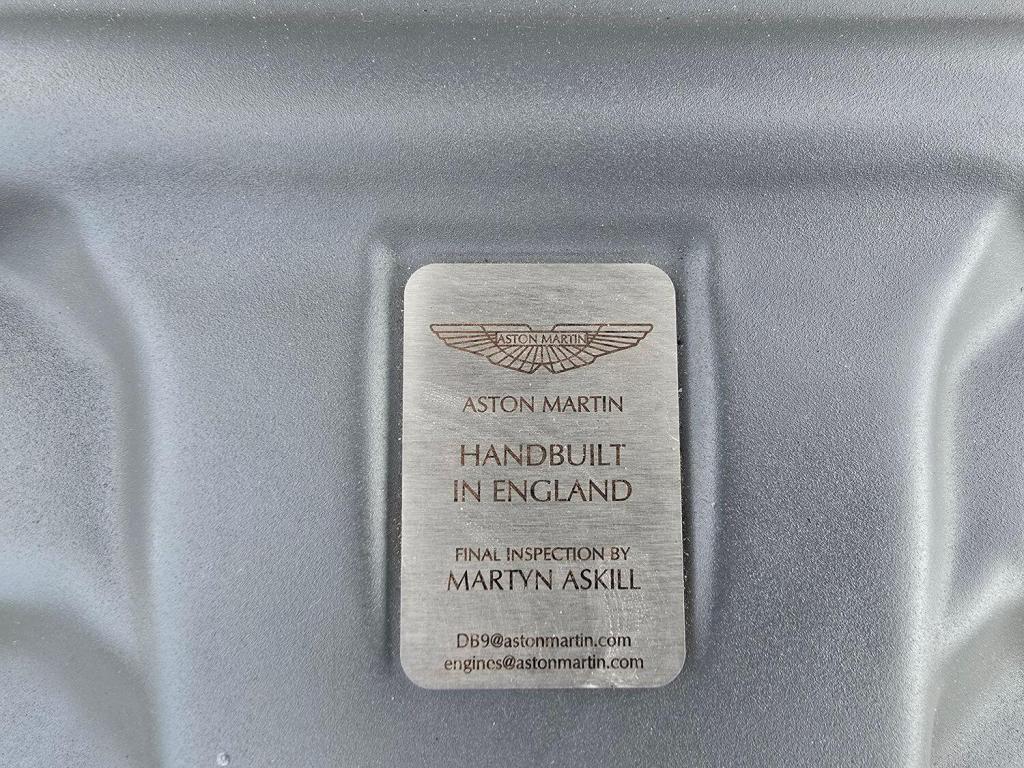 ASTON MARTIN
ASTON MARTIN
HANDBUILT
IN ENGLAND
FINAL INSPECTION BY
MARTYN ASKILL
DB9@astonmartin.com
engines@astonmartin.com